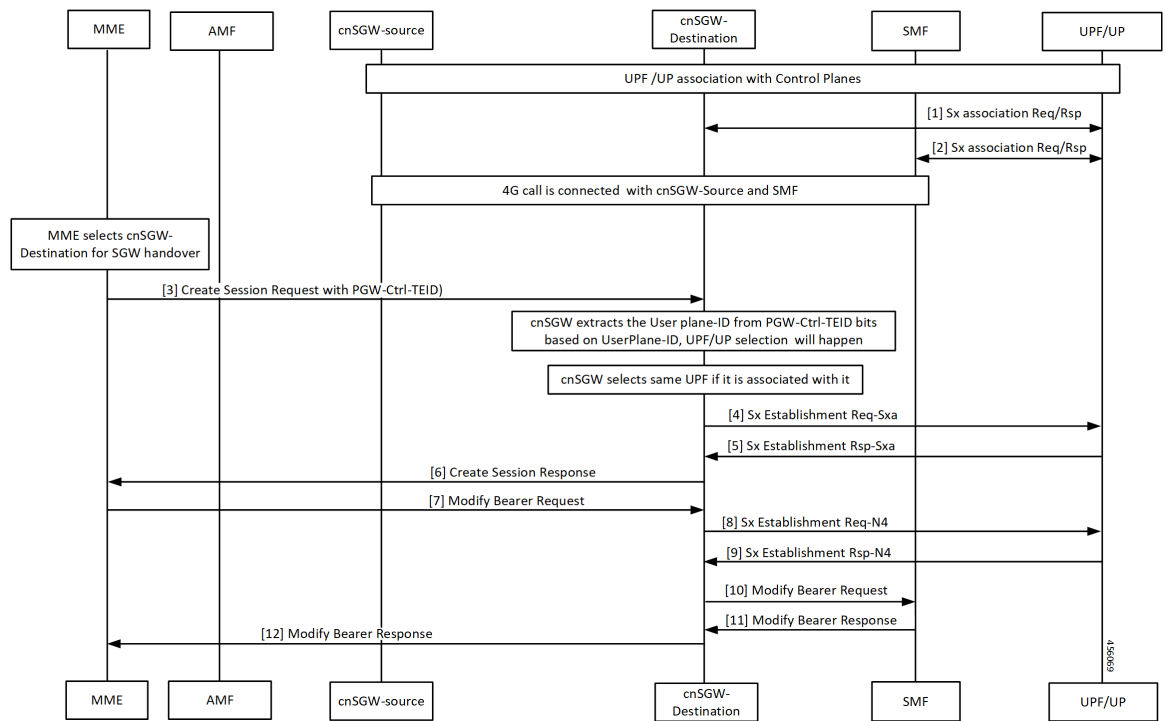 MME
AMF
cnSGW-source
cnSGW-
Destination
SMF
UPF/UP
UPF /UP association with Control Planes
[1] Sx association Req/Rsp
[2] Sx association Req/Rsp
4G call is connected with cnSGW-Source and SMF
MME selects cnSGW-
Destination for SGW handover
[3] Create Session Request with PGW-Ctrl-TEID)
cnSGW extracts the User plane-ID from PGW-Ctrl-TEID bits
based on UserPlane-ID, UPF/UP selection will happen
cnSGW selects same UPF if it is associated with it
[4] Sx Establishment Req-Sxa
[5] Sx Establishment Rsp-Sxa
[6] Create Session Response
[7] Modify Bearer Request
[8] Sx Establishment Req-N4
[9] Sx Establishment Rsp-N4
[10] Modify Bearer Request
[11] Modify Bearer Response
[12] Modify Bearer Response
456069
MME
AMF
cnSGW-source
cnSGW-
Destination
SMF
UPF/UP